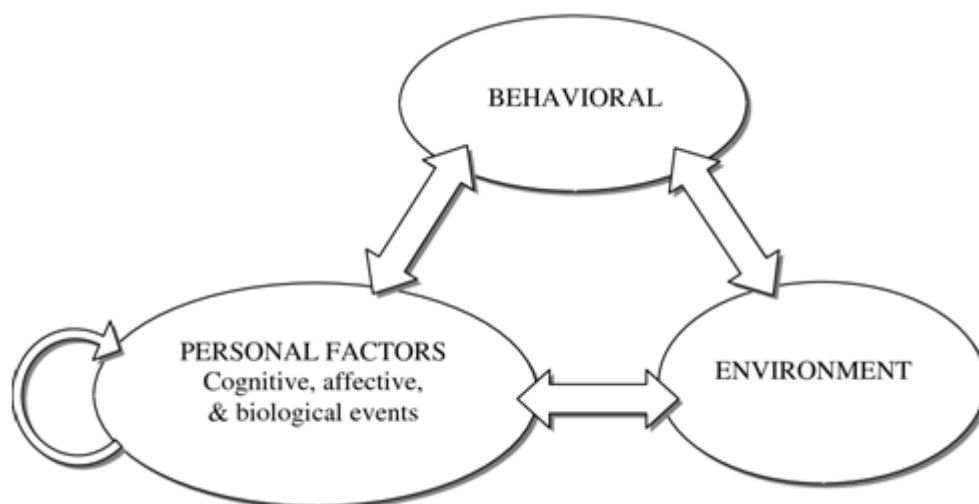 BEHAVIORAL
PERSONAL FACTORS
Cognitive, affective,
& biological events
ENVIRONMENT